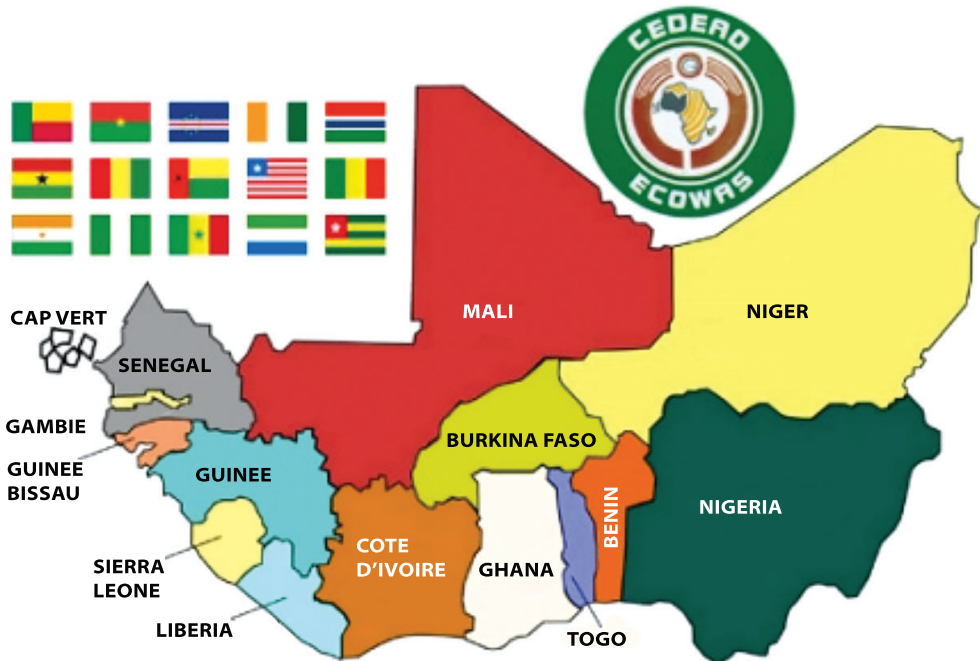 CEDEAO
ECOWAS
MALI
NIGER
CAP VERT
SENEGAL
GAMBIE
GUINEE
BISSAU
GUINEE
BURKINA FASO
NIGERIA
BENIN
COTE
D'IVOIRE
GHANA
SIERRA
LEONE
LIBERIA
TOGO